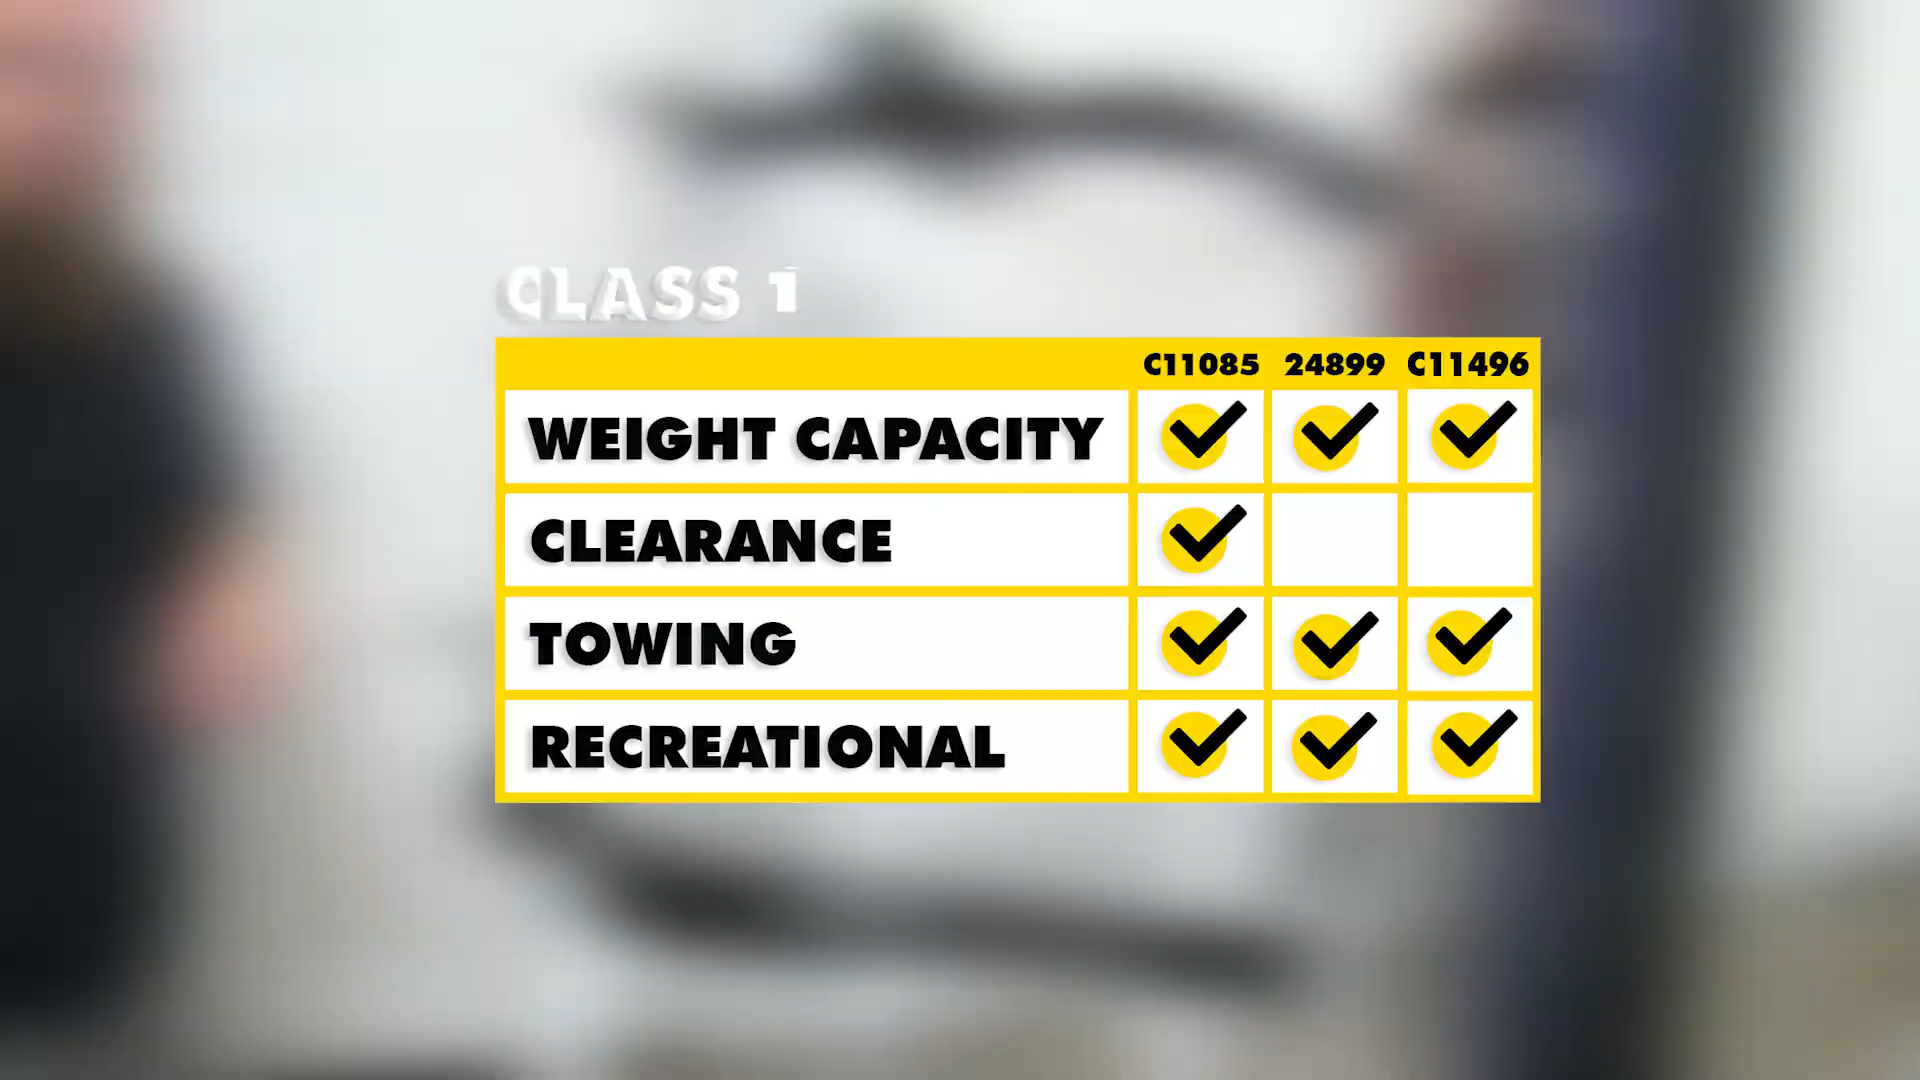 CLASS 1
C11085 24899 C11496
WEIGHT CAPACITY
CLEARANCE
TOWING
RECREATIONAL